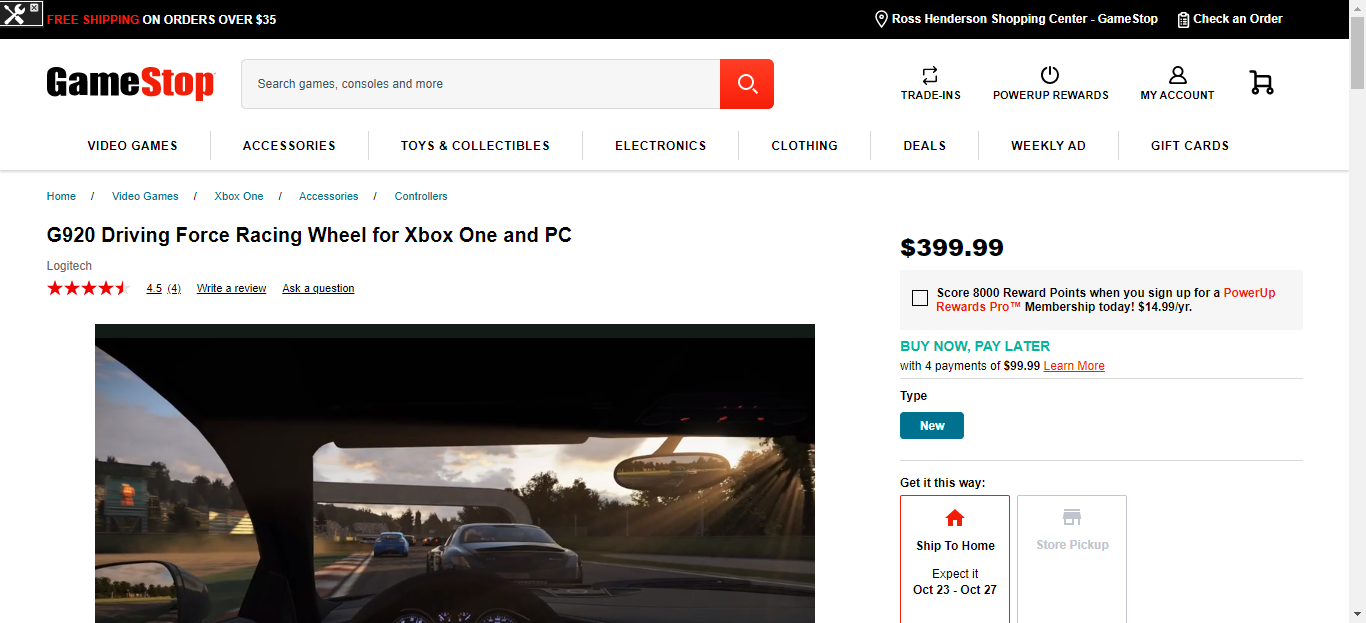 FREE SHIPPING ON ORDERS OVER $35
Ross Henderson Shopping Center - GameStop
Check an Order
GameStop
Search games, consoles and more
TRADE-INS
POWERUP REWARDS
MY ACCOUNT
VIDEO GAMES
ACCESSORIES
TOYS & COLLECTIBLES
ELECTRONICS
CLOTHING
DEALS
WEEKLY AD
GIFT CARDS
Home / Video Games / Xbox One / Accessories / Controllers
G920 Driving Force Racing Wheel for Xbox One and PC
Logitech
4.5 (4) Write a review Ask a question
$399.99
Score 8000 Reward Points when you sign up for a PowerUp
Rewards Pro™ Membership today! $14.99/yr.
BUY NOW, PAY LATER
with 4 payments of $99.99 Learn More
Type
New
Get it this way:
Ship To Home
Expect it
Oct 23 - Oct 27
Store Pickup